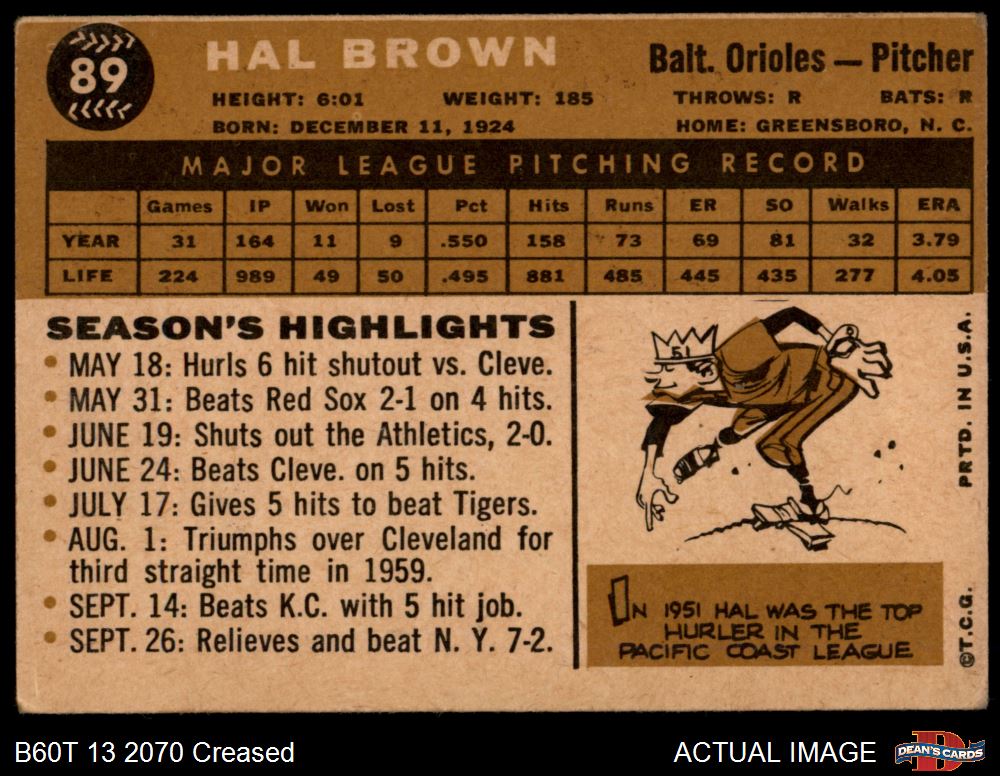 89
HAL BROWN
Balt. Orioles — Pitcher
HEIGHT: 6:01 WEIGHT: 185 THROWS: R BATS: R
BORN: DECEMBER 11, 1924 HOME: GREENSBORO, N. C.
MAJOR LEAGUE PITCHING RECORD
Games IP Won Lost Pct Hits Runs ER SO Walks ERA
YEAR 31 164 11 9 .550 158 73 69 81 32 3.79
LIFE 224 989 49 50 .495 881 485 445 435 277 4.05
SEASON'S HIGHLIGHTS
• MAY 18: Hurls 6 hit shutout vs. Cleve.
• MAY 31: Beats Red Sox 2-1 on 4 hits.
• JUNE 19: Shuts out the Athletics, 2-0.
• JUNE 24: Beats Cleve. on 5 hits.
• JULY 17: Gives 5 hits to beat Tigers.
• AUG. 1: Triumphs over Cleveland for
third straight time in 1959.
• SEPT. 14: Beats K.C. with 5 hit job.
• SEPT. 26: Relieves and beat N. Y. 7-2.
51
IN 1951 HAL WAS THE TOP
HURLER IN THE
PACIFIC COAST LEAGUE
PRTD. IN U.S.A.
©T.C.G.
B60T 13 2070 Creased
ACTUAL IMAGE
D
DEAN'S CARDS